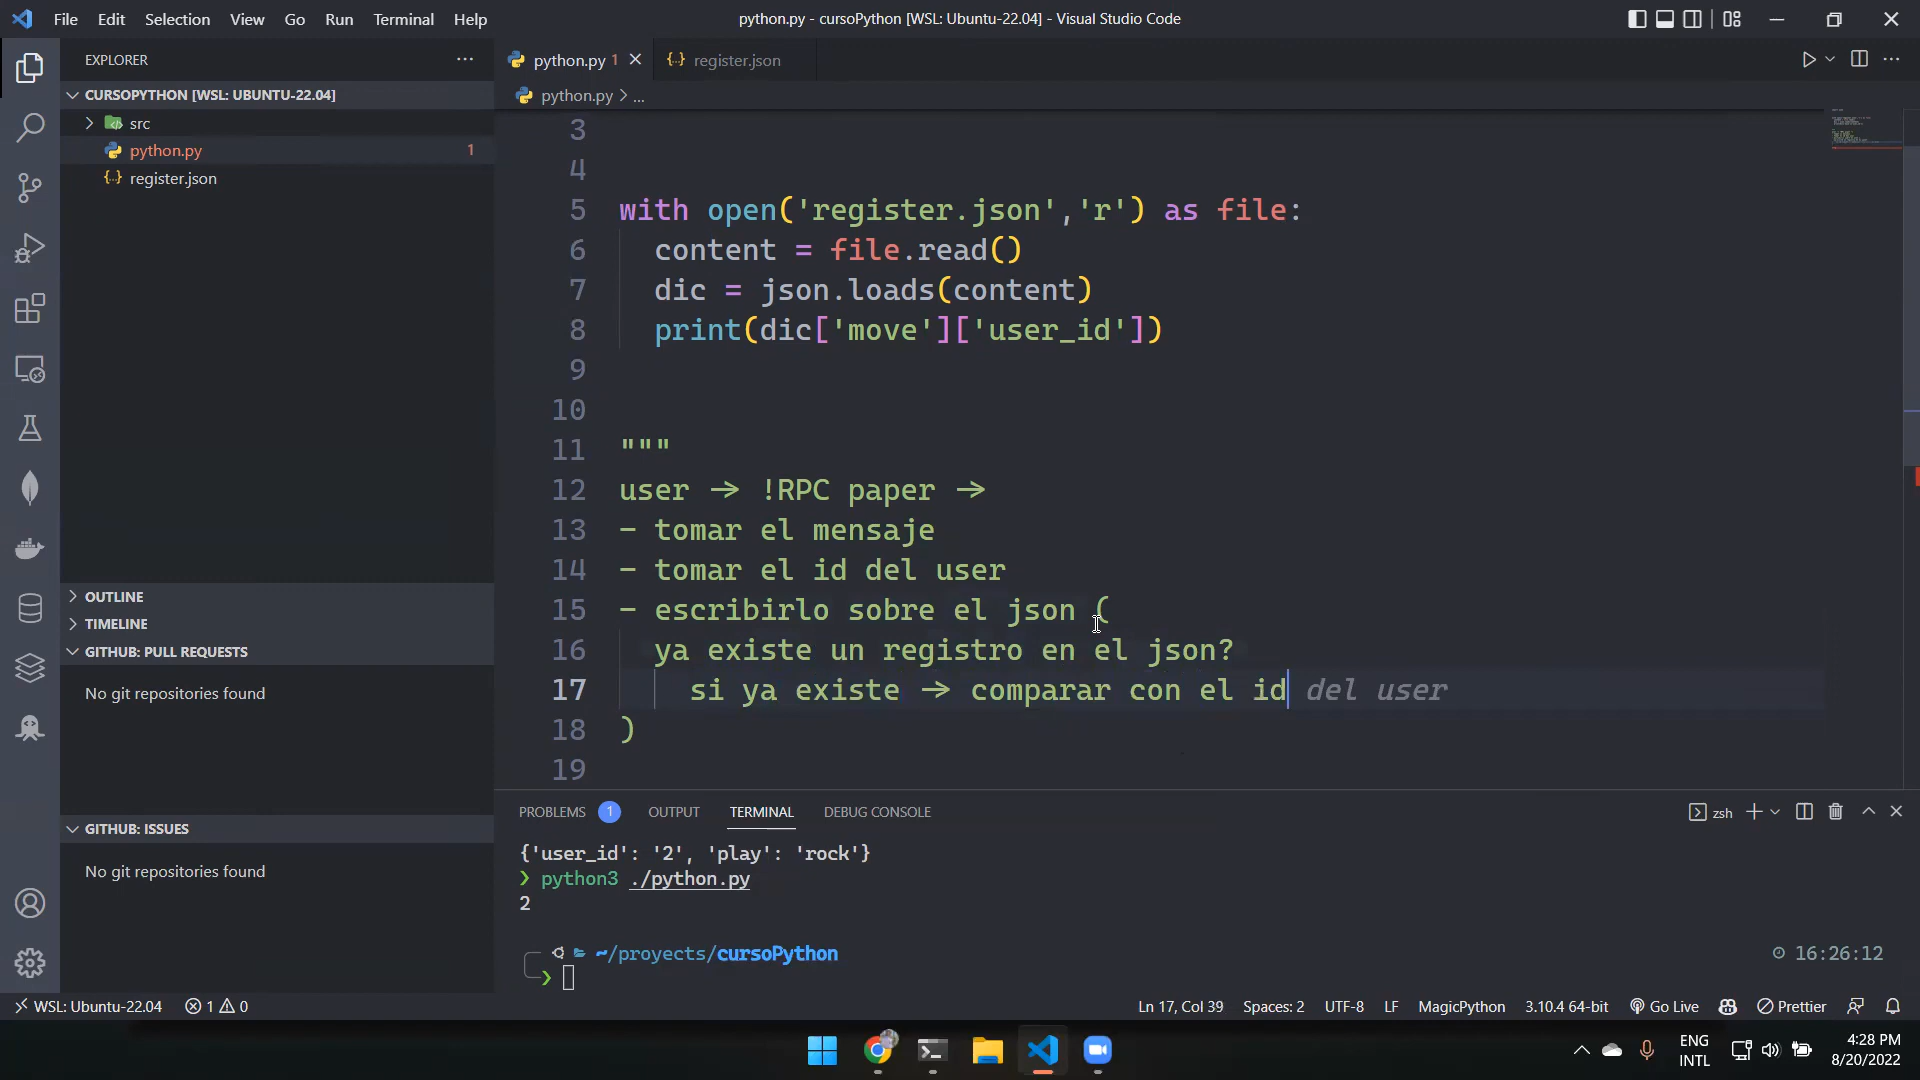 File Edit Selection View Go Run Terminal Help
python.py - cursoPython [WSL: Ubuntu-22.04] - Visual Studio Code
EXPLORER
CURSOPYTHON [WSL: UBUNTU-22.04]
src
python.py 1
register.json
OUTLINE
TIMELINE
GITHUB: PULL REQUESTS
No git repositories found
GITHUB: ISSUES
No git repositories found
python.py 1 register.json
python.py > ...
3
4
5 with open('register.json','r') as file:
6 content = file.read()
7 dic = json.loads(content)
8 print(dic['move']['user_id'])
9
10
11 """
12 user -> !RPC paper ->
13 - tomar el mensaje
14 - tomar el id del user
15 - escribirlo sobre el json (
16 ya existe un registro en el json?
17 si ya existe -> comparar con el id del user
18 )
19
PROBLEMS 1 OUTPUT TERMINAL DEBUG CONSOLE
zsh
{'user_id': '2', 'play': 'rock'}
❯ python3 ./python.py
2
~/proyects/cursoPython 16:26:12
❯
WSL: Ubuntu-22.04 1 0 Ln 17, Col 39 Spaces: 2 UTF-8 LF MagicPython 3.10.4 64-bit Go Live Prettier
ENG
INTL
4:28 PM
8/20/2022